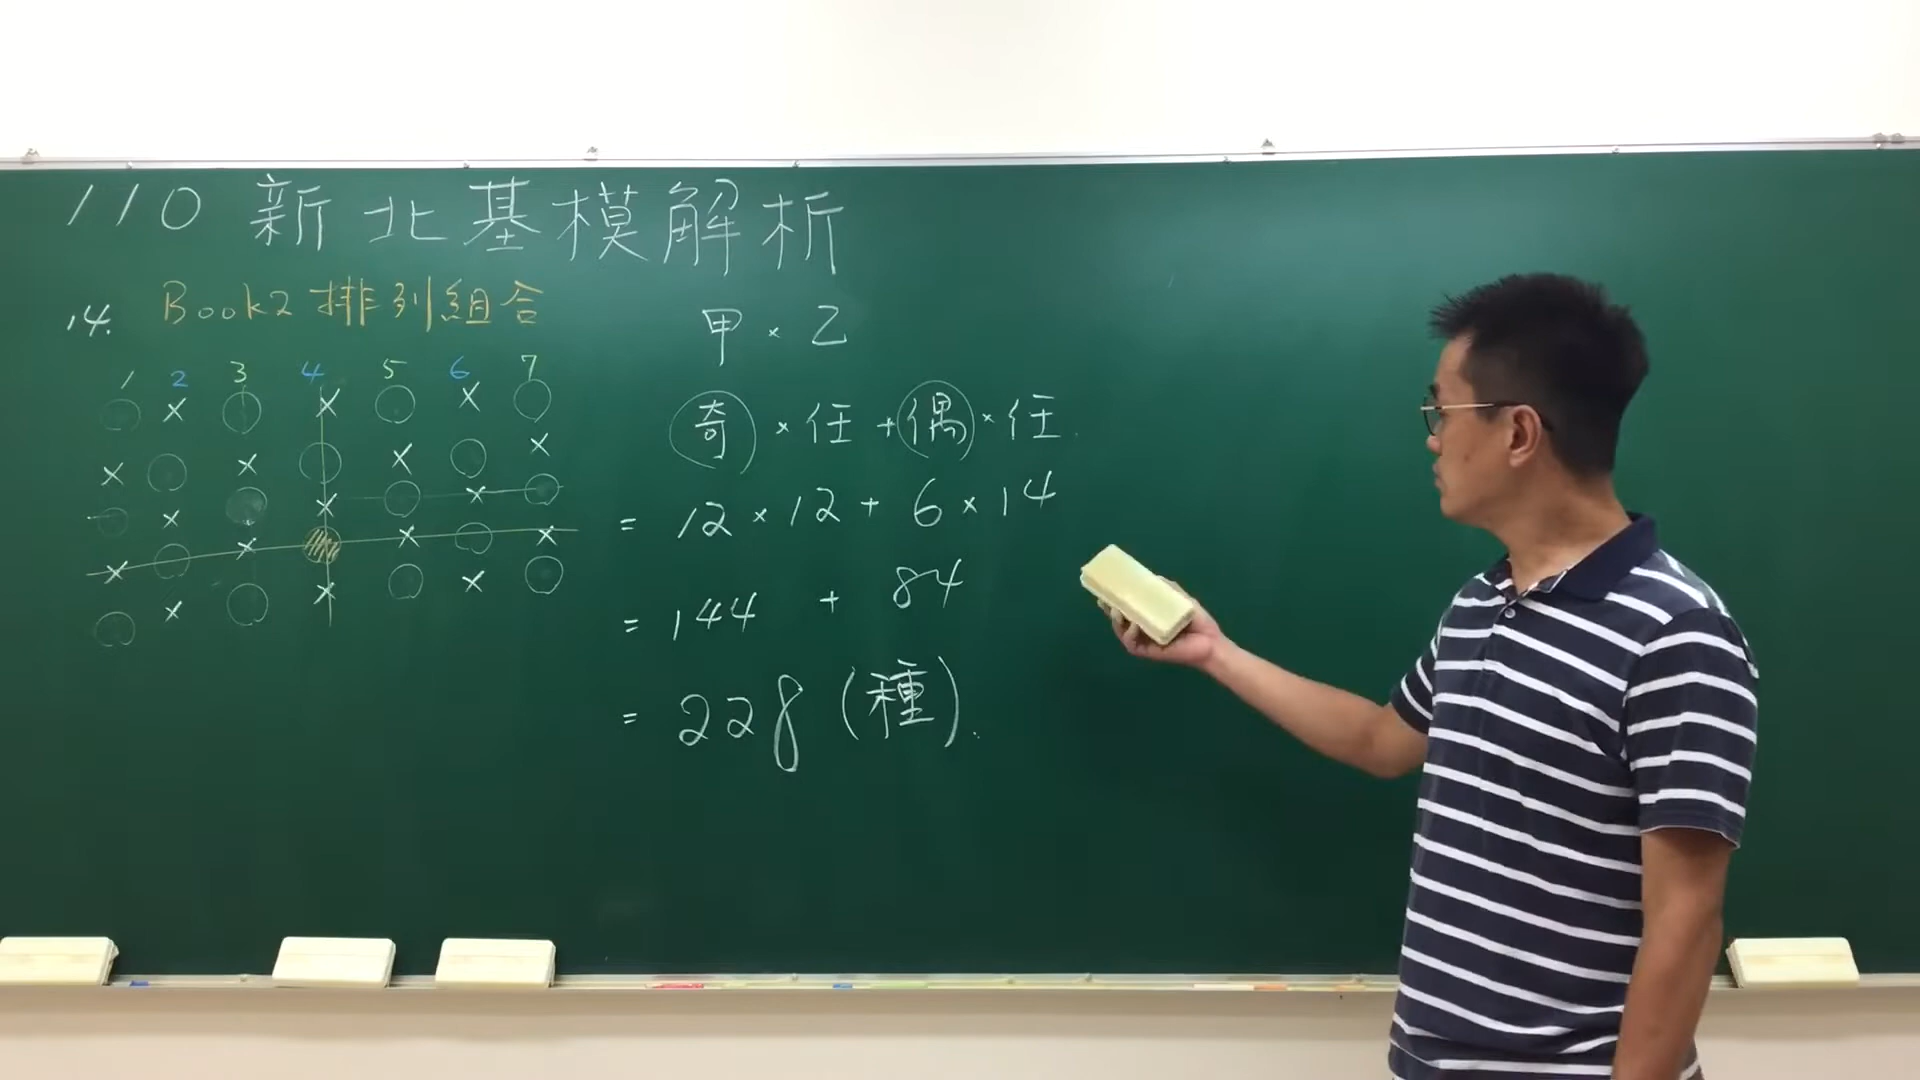 110 新北基模解析
14. Book2 排列組合
1 2 3 4 5 6 7
甲 × 乙
奇 × 任 + 偶 × 任
= 12 × 12 + 6 × 14
= 144 + 84
= 228 (種).